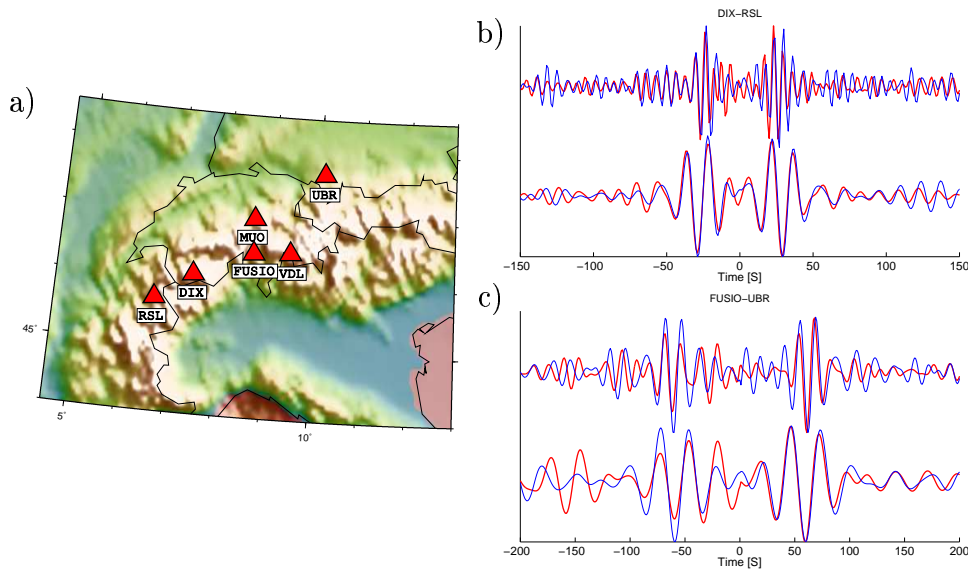 a)
UBR
MUO
FUSIO
VDL
DIX
RSL
45°
5°
10°
b)
DIX−RSL
−150 −100 −50 0 50 100 150
Time [S]
c)
FUSIO−UBR
−200 −150 −100 −50 0 50 100 150 200
Time [S]